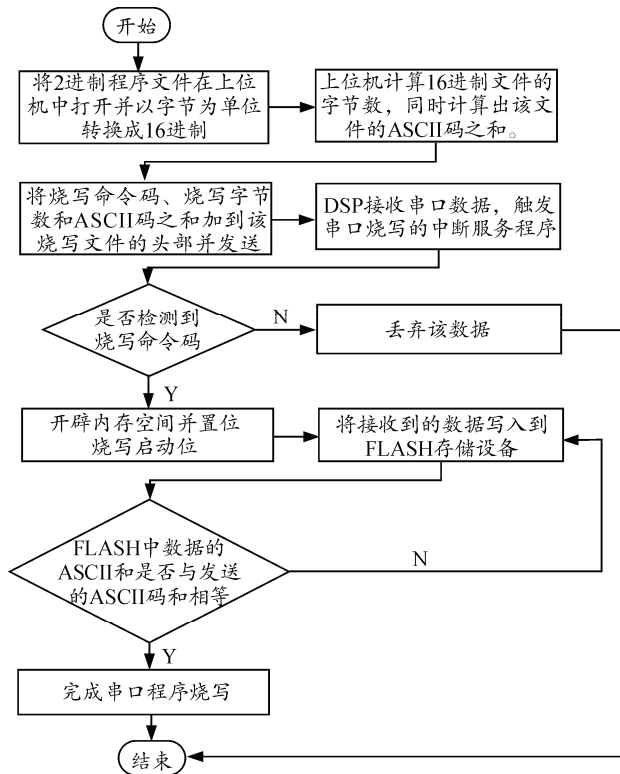 开始
将2进制程序文件在上位
机中打开并以字节为单位
转换成16进制
上位机计算16进制文件的
字节数，同时计算出该文
件的ASCII码之和。
将烧写命令码、烧写字节
数和ASCII码之和加到该
烧写文件的头部并发送
DSP接收串口数据，触发
串口烧写的中断服务程序
是否检测到
烧写命令码
N
丢弃该数据
Y
开辟内存空间并置位
烧写启动位
将接收到的数据写入到
FLASH存储设备
FLASH中数据的
ASCII和是否与发送
的ASCII码和相等
N
Y
完成串口程序烧写
结束